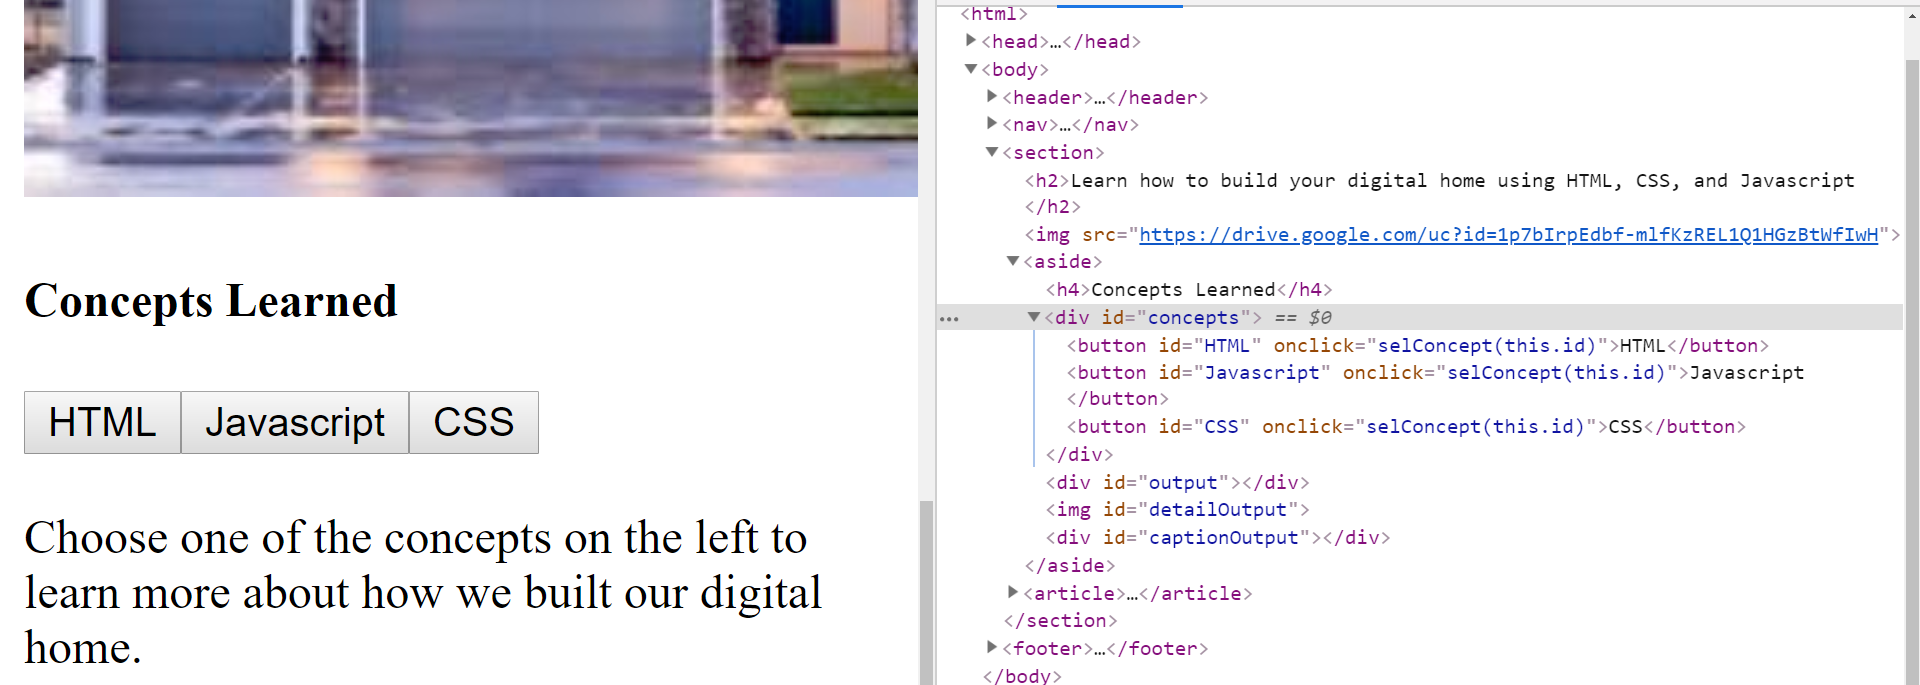 Concepts Learned
HTML Javascript CSS
Choose one of the concepts on the left to
learn more about how we built our digital
home.
<html>
▶<head>…</head>
▼<body>
▶<header>…</header>
▶<nav>…</nav>
▼<section>
<h2>Learn how to build your digital home using HTML, CSS, and Javascript
</h2>
<img src="https://drive.google.com/uc?id=1p7bIrpEdbf-mlfKzREL1Q1HGzBtWfIwH">
▼<aside>
<h4>Concepts Learned</h4>
… ▼<div id="concepts"> == $0
<button id="HTML" onclick="selConcept(this.id)">HTML</button>
<button id="Javascript" onclick="selConcept(this.id)">Javascript
</button>
<button id="CSS" onclick="selConcept(this.id)">CSS</button>
</div>
<div id="output"></div>
<img id="detailOutput">
<div id="captionOutput"></div>
</aside>
▶<article>…</article>
</section>
▶<footer>…</footer>
</body>